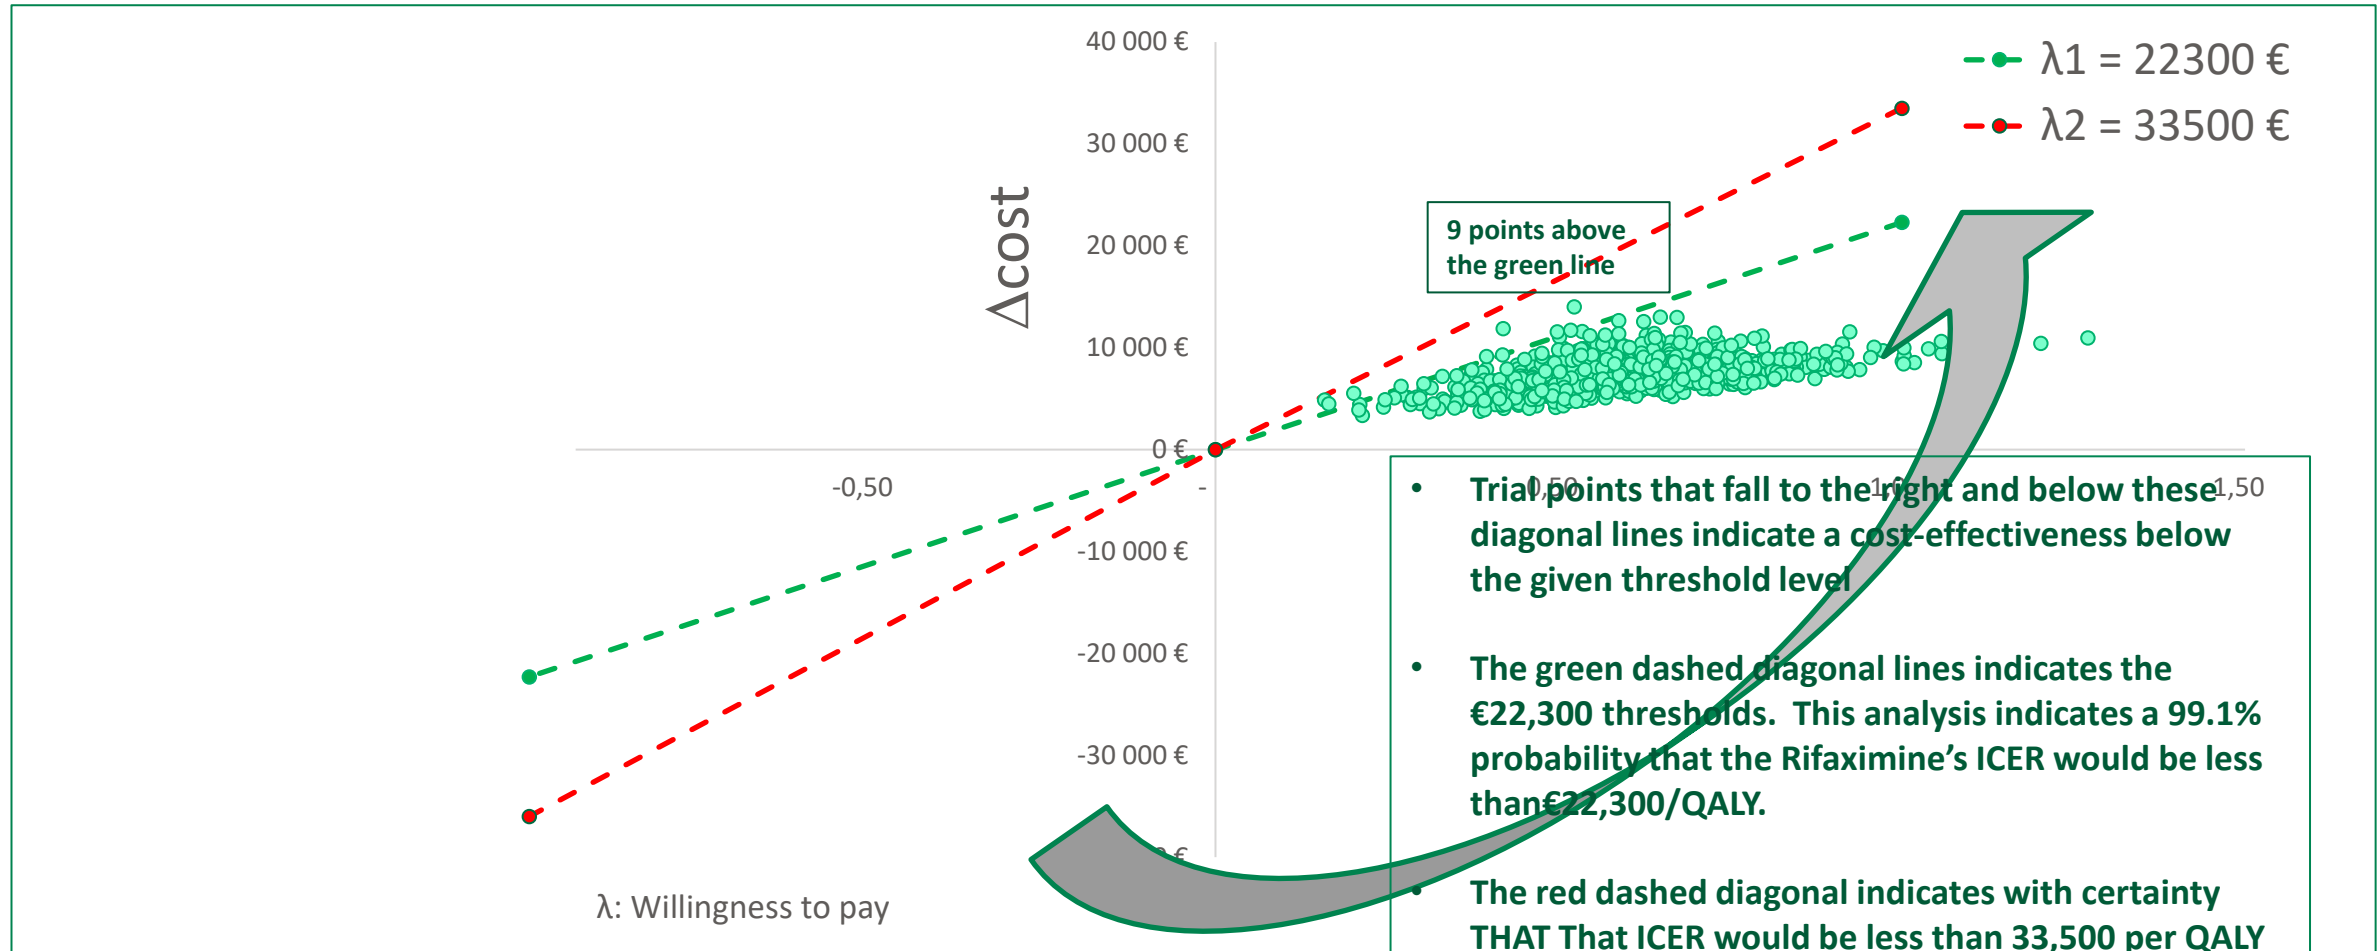 40 000 €
λ1 = 22300 €
λ2 = 33500 €
30 000 €
Δcost
9 points above
the green line
20 000 €
10 000 €
0 €
-0,50
-
0,50
1,50
-10 000 €
-20 000 €
-30 000 €
€
λ: Willingness to pay
• Trial points that fall to the right and below these
diagonal lines indicate a cost-effectiveness below
the given threshold level
• The green dashed diagonal lines indicates the
€22,300 thresholds. This analysis indicates a 99.1%
probability that the Rifaximine’s ICER would be less
than€22,300/QALY.
• The red dashed diagonal indicates with certainty
THAT That ICER would be less than 33,500 per QALY